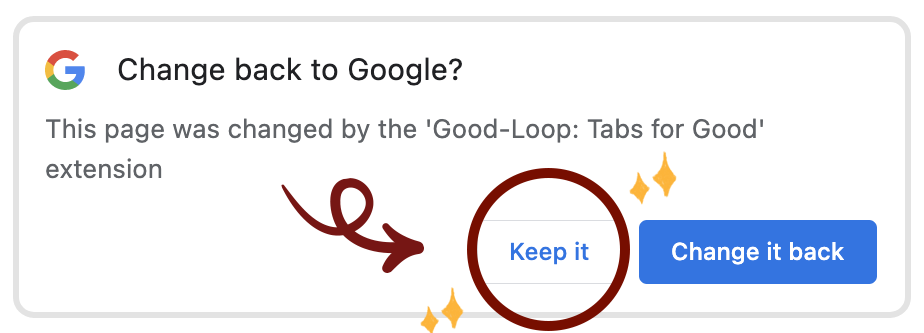 Change back to Google?
This page was changed by the 'Good-Loop: Tabs for Good'
extension
Keep it
Change it back